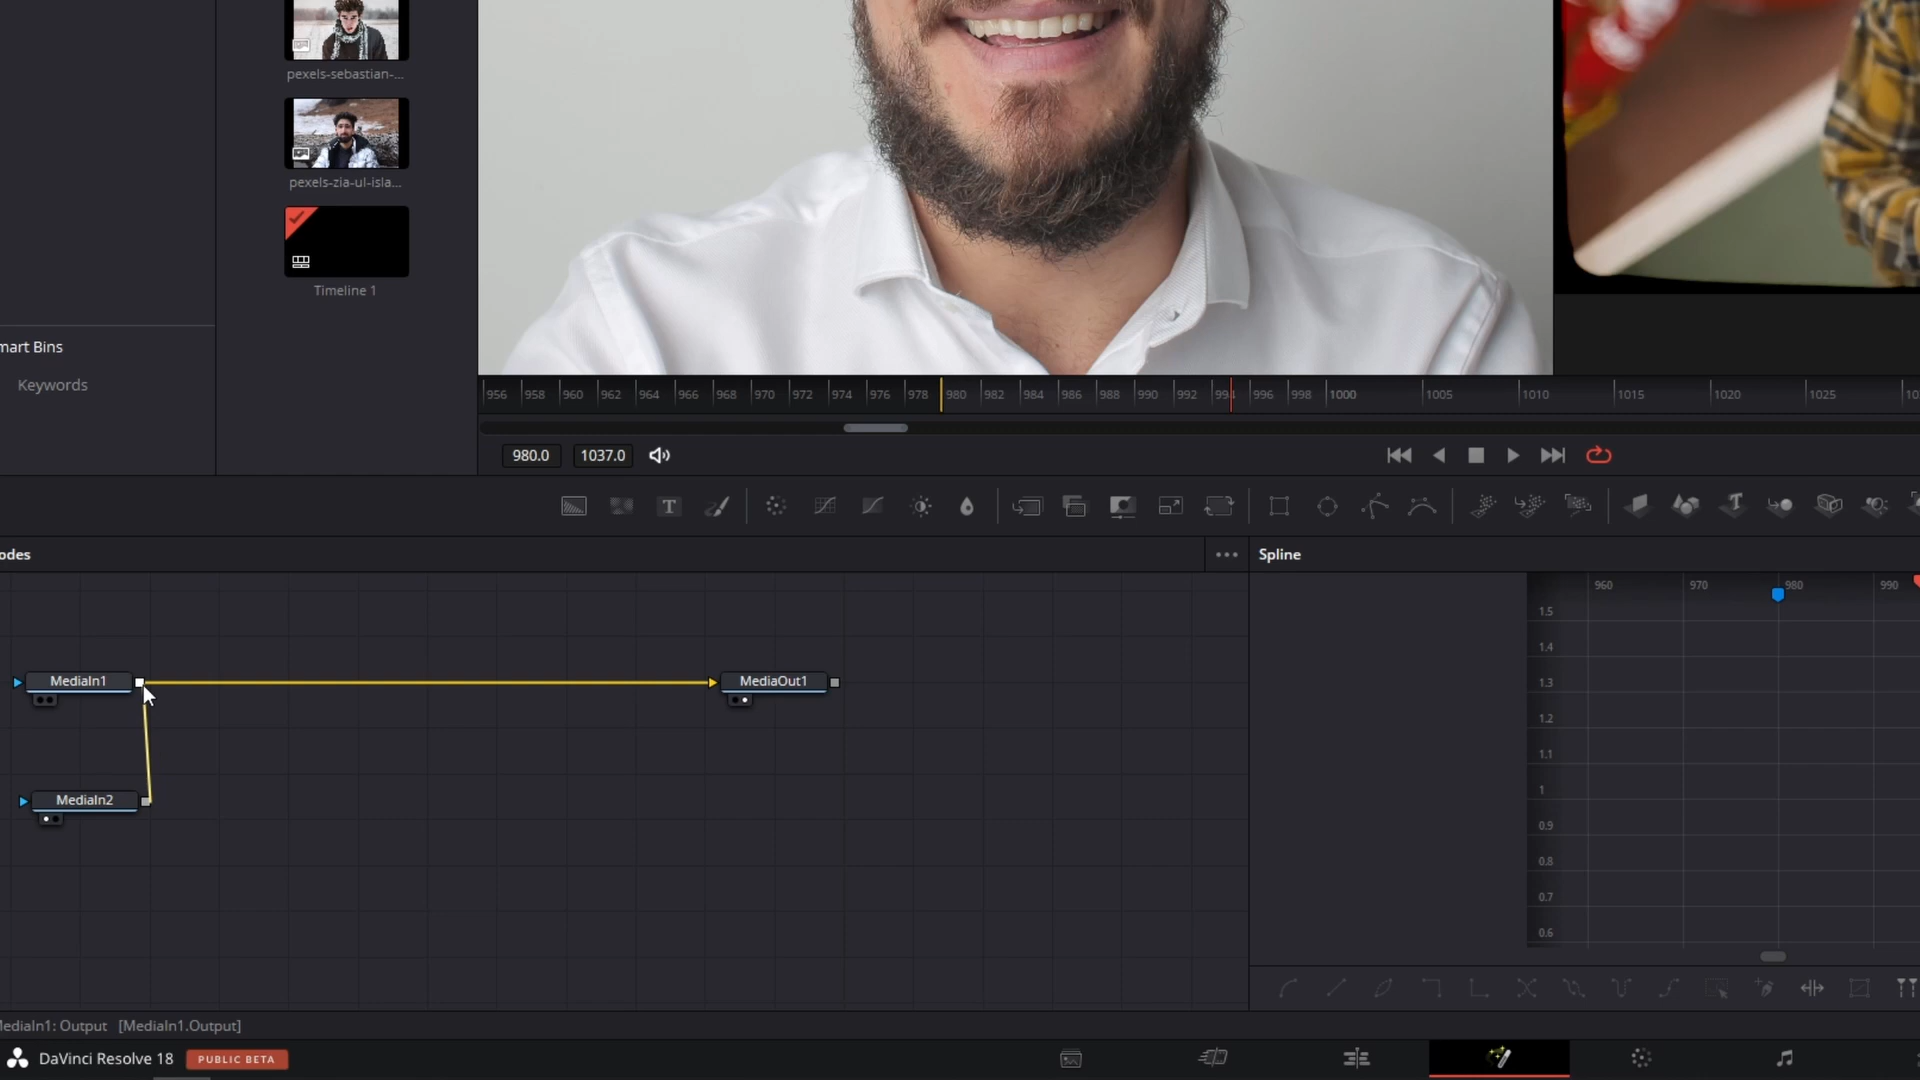 pexels-sebastian-...
pexels-zia-ul-isla...
Timeline 1
mart Bins
Keywords
956 958 960 962 964 966 968 970 972 974 976 978 980 982 984 986 988 990 992 994 996 998 1000 1005 1010 1015 1020 1025 10
980.0 1037.0
T
T
odes
Spline
960 970 980 990
1.5
1.4
1.3
1.2
1.1
1
0.9
0.8
0.7
0.6
MediaIn1
MediaOut1
MediaIn2
MediaIn1: Output [MediaIn1.Output]
DaVinci Resolve 18 PUBLIC BETA